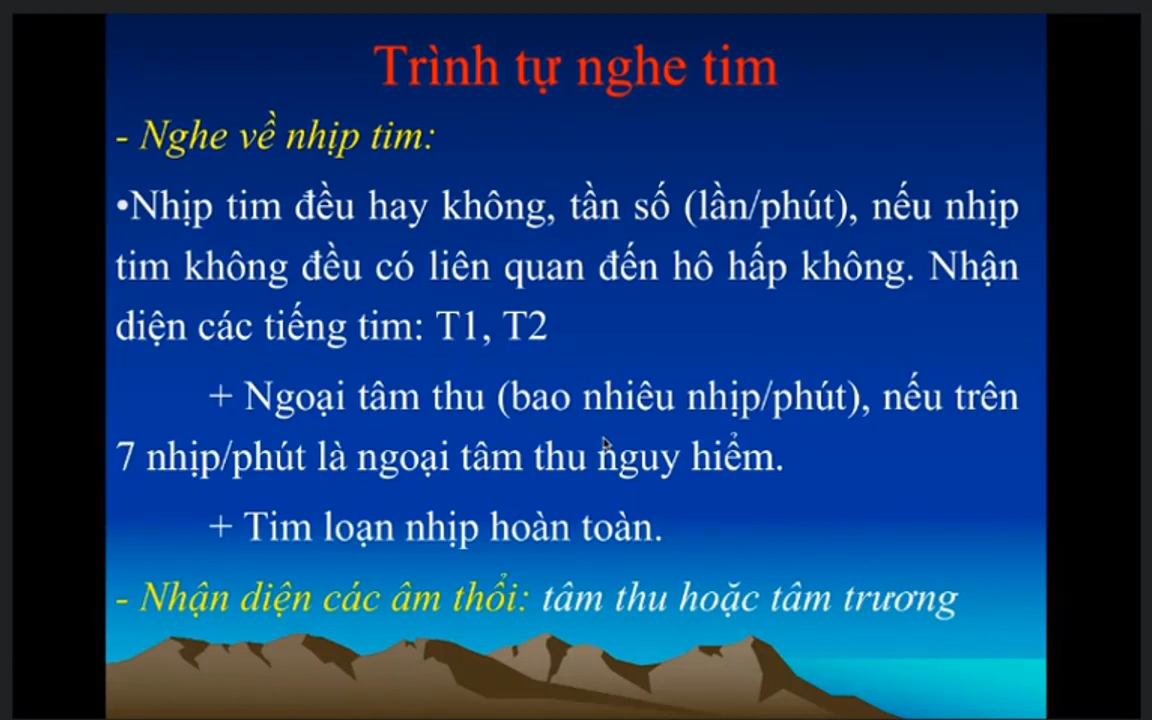 Trình tự nghe tim
- Nghe về nhịp tim:
•Nhịp tim đều hay không, tần số (lần/phút), nếu nhịp
tim không đều có liên quan đến hô hấp không. Nhận
diện các tiếng tim: T1, T2
+ Ngoại tâm thu (bao nhiêu nhịp/phút), nếu trên
7 nhịp/phút là ngoại tâm thu nguy hiểm.
+ Tim loạn nhịp hoàn toàn.
- Nhận diện các âm thổi: tâm thu hoặc tâm trương